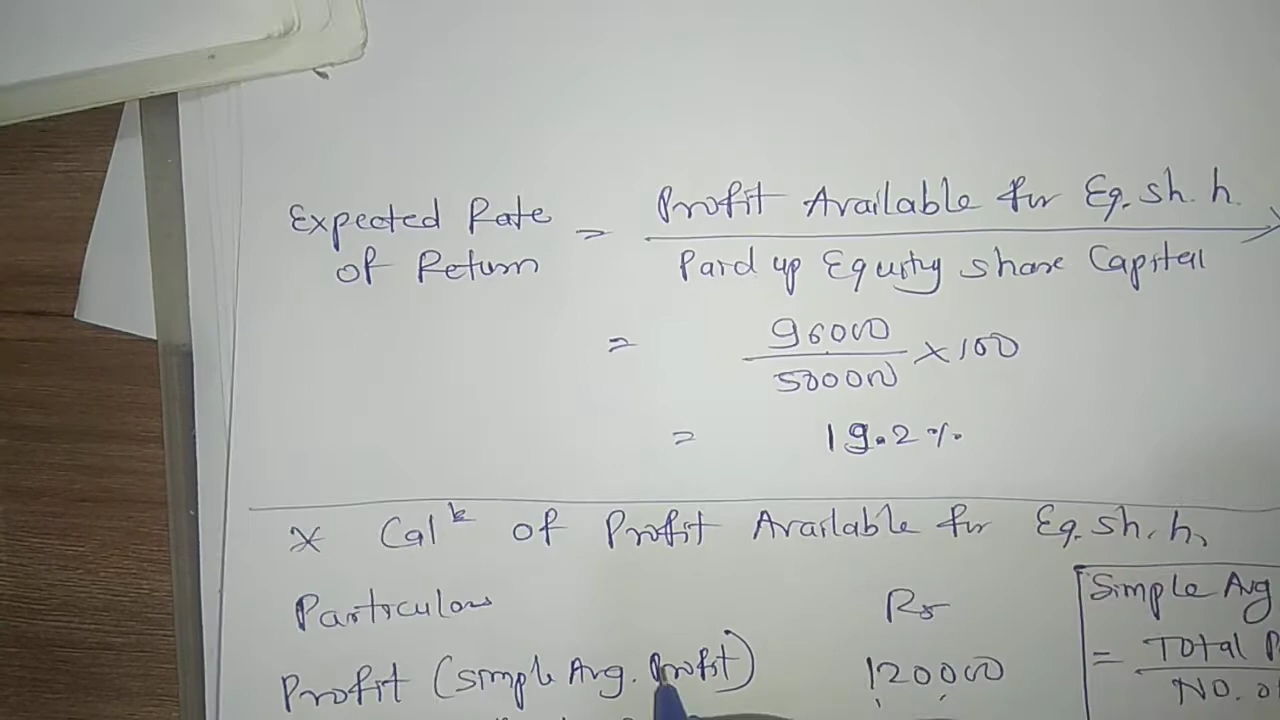 Expected Rate of Return = Profit Available for Eq. sh. h.
Paid up Equity share Capital
= 96000
500000 × 100
= 19.2 %.
× Calⁿ of Profit Available for Eq. sh. h.
Particulars Rs
Simple Avg
Profit (Simple Avg. Profit) 120000
= Total P
No. o